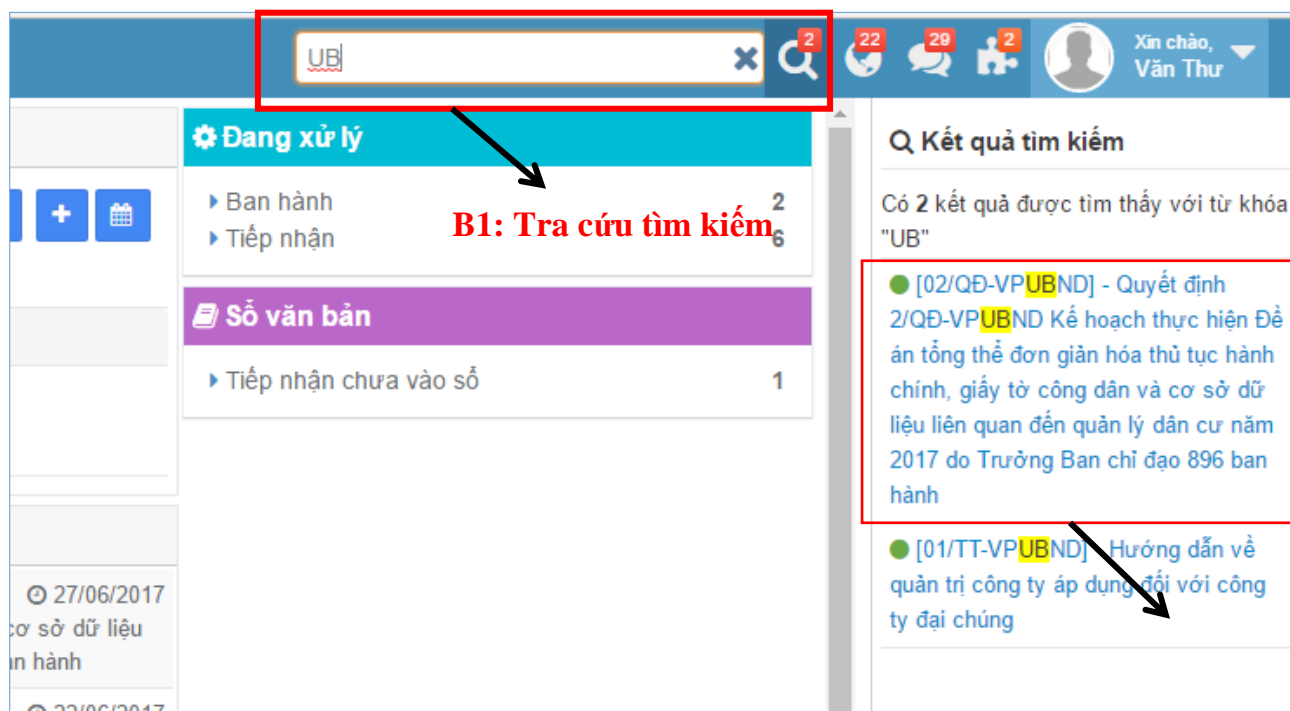 UB
2
22
29
2
Xin chào,
Văn Thư
Đang xử lý
Ban hành 2
Tiếp nhận 6
B1: Tra cứu tìm kiếm
Sổ văn bản
Tiếp nhận chưa vào sổ 1
27/06/2017
cơ sở dữ liệu
hành
Kết quả tìm kiếm
Có 2 kết quả được tìm thấy với từ khóa
"UB"
[02/QĐ-VPUBND] - Quyết định
2/QĐ-VPUBND Kế hoạch thực hiện Đề
án tổng thể đơn giản hóa thủ tục hành
chính, giấy tờ công dân và cơ sở dữ
liệu liên quan đến quản lý dân cư năm
2017 do Trưởng Ban chỉ đạo 896 ban
hành
[01/TT-VPUBND] - Hướng dẫn về
quản trị công ty áp dụng đối với công
ty đại chúng